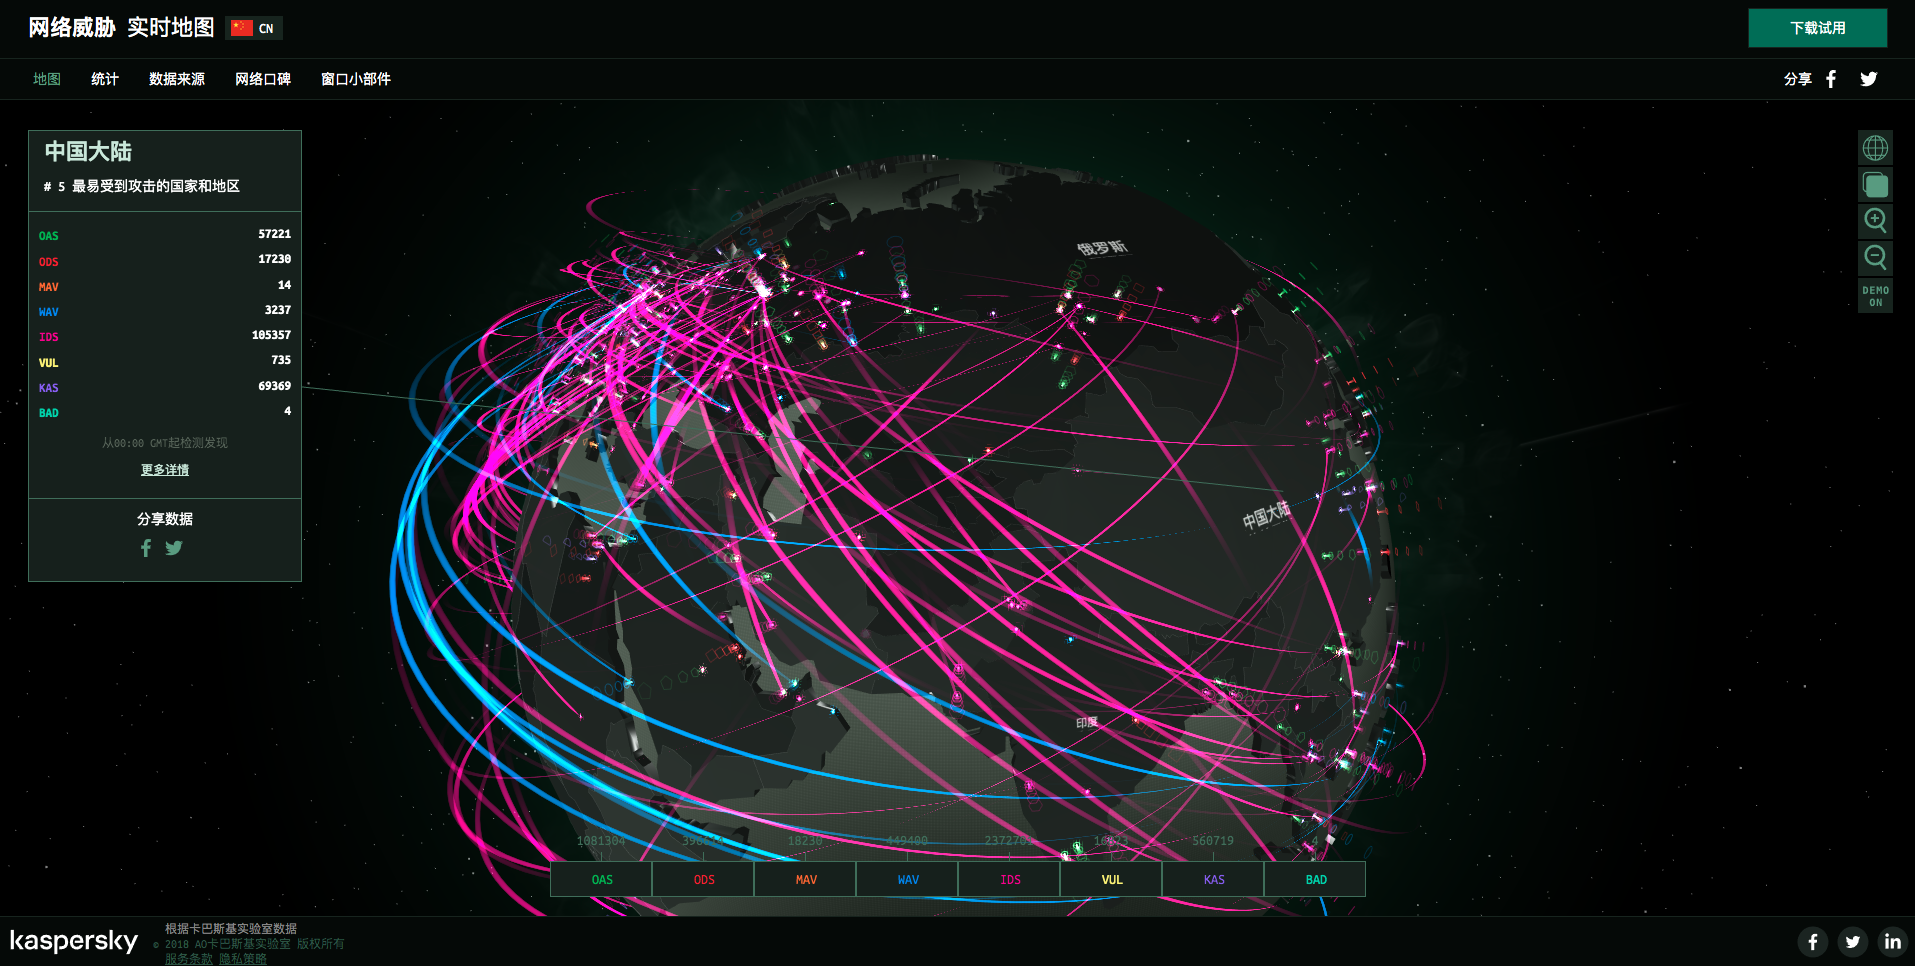 网络威胁 实时地图 CN
下载试用
地图 统计 数据来源 网络口碑 窗口小部件
分享
中国大陆
# 5 最易受到攻击的国家和地区
OAS 57221
ODS 17230
MAV 14
WAV 3237
IDS 105357
VUL 735
KAS 69369
BAD 4
从00:00 GMT起检测发现
更多详情
分享数据
DEMO
ON
俄罗斯
中国大陆
印度
1081304 18230 449400 560719 4
OAS ODS MAV WAV IDS VUL KAS BAD
kaspersky
根据卡巴斯基实验室数据
© 2018 AO卡巴斯基实验室 版权所有
服务条款 隐私策略